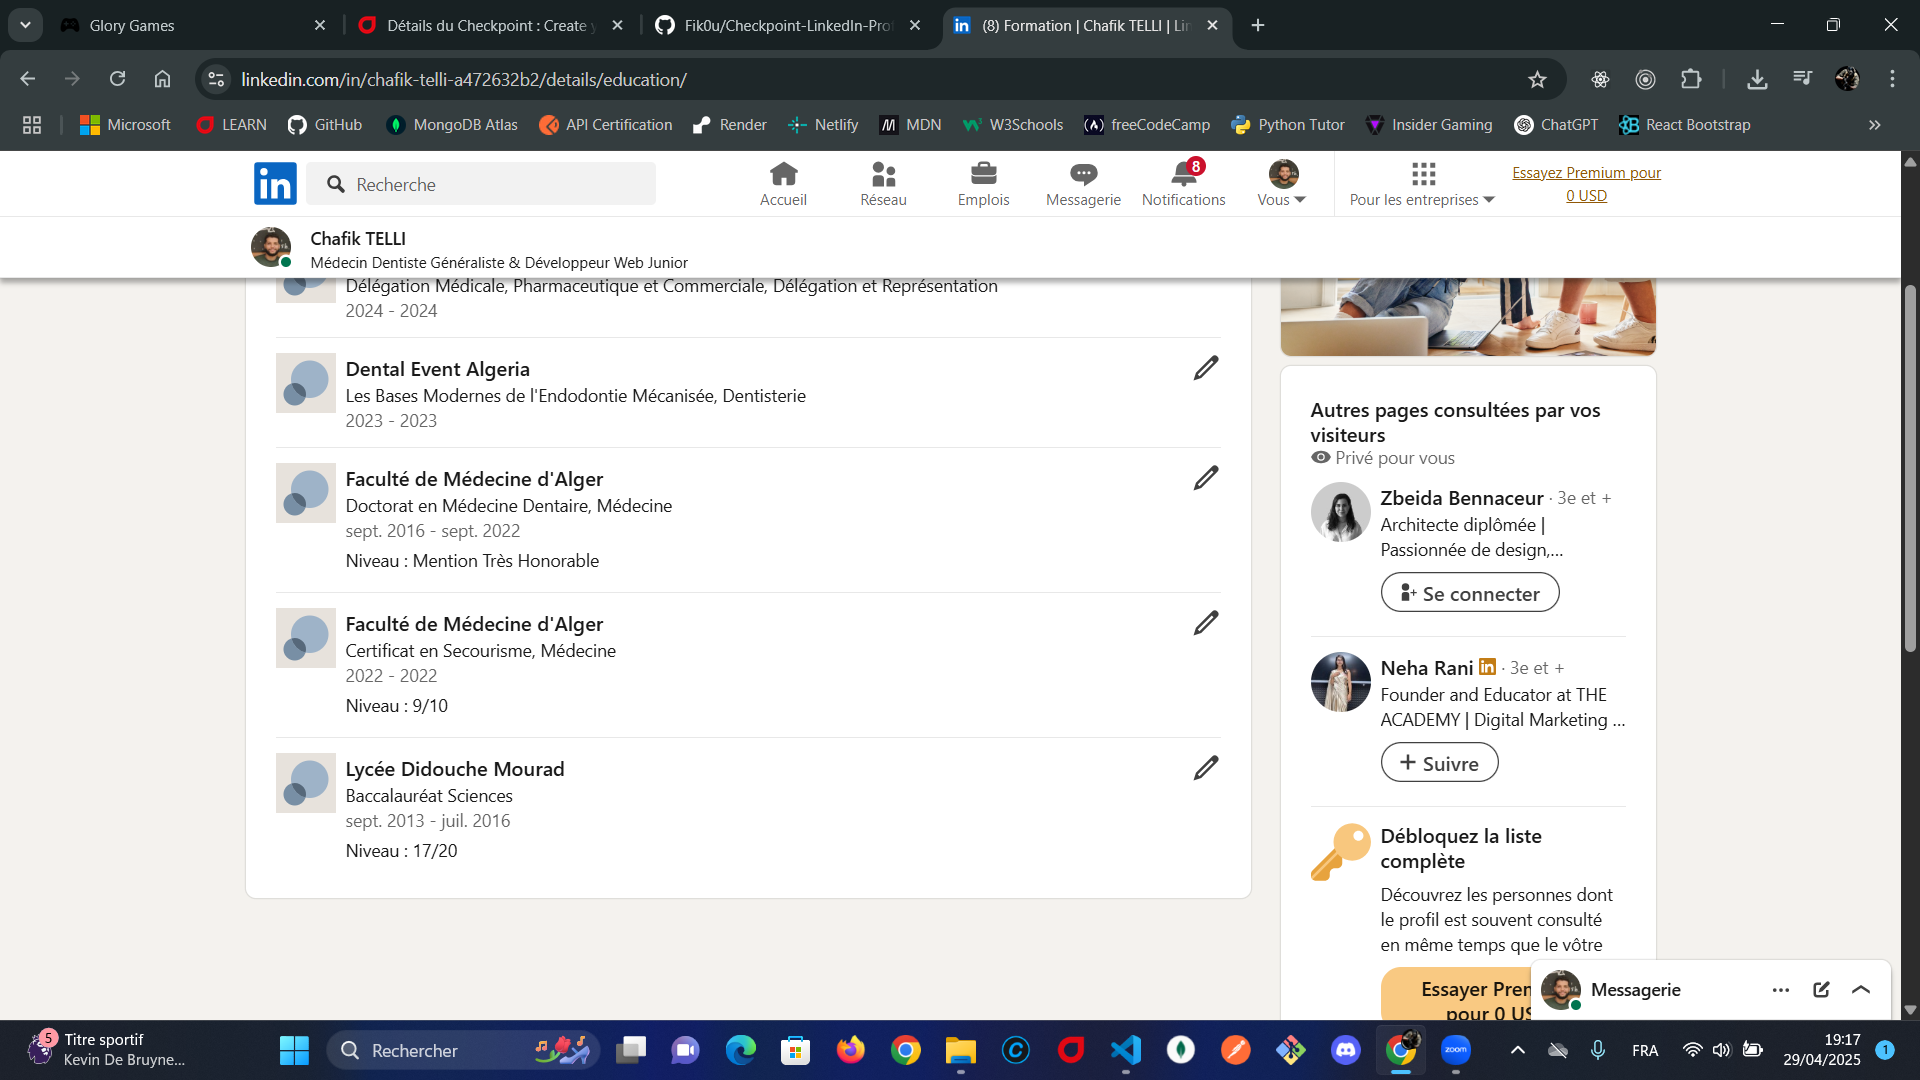 Glory Games
Détails du Checkpoint : Create y
Fik0u/Checkpoint-LinkedIn-Prof
(8) Formation | Chafik TELLI | Lin
linkedin.com/in/chafik-telli-a472632b2/details/education/
Microsoft
LEARN
GitHub
MongoDB Atlas
API Certification
Render
Netlify
MDN
W3Schools
freeCodeCamp
Python Tutor
Insider Gaming
ChatGPT
React Bootstrap
Recherche
Accueil
Réseau
Emplois
Messagerie
8
Notifications
Vous
Pour les entreprises
Essayez Premium pour
0 USD
Chafik TELLI
Médecin Dentiste Généraliste & Développeur Web Junior
Délégation Médicale, Pharmaceutique et Commerciale, Délégation et Représentation
2024 - 2024
Dental Event Algeria
Les Bases Modernes de l'Endodontie Mécanisée, Dentisterie
2023 - 2023
Faculté de Médecine d'Alger
Doctorat en Médecine Dentaire, Médecine
sept. 2016 - sept. 2022
Niveau : Mention Très Honorable
Faculté de Médecine d'Alger
Certificat en Secourisme, Médecine
2022 - 2022
Niveau : 9/10
Lycée Didouche Mourad
Baccalauréat Sciences
sept. 2013 - juil. 2016
Niveau : 17/20
Autres pages consultées par vos
visiteurs
Privé pour vous
Zbeida Bennaceur · 3e et +
Architecte diplômée |
Passionnée de design,...
Se connecter
Neha Rani in · 3e et +
Founder and Educator at THE
ACADEMY | Digital Marketing ...
Suivre
Débloquez la liste
complète
Découvrez les personnes dont
le profil est souvent consulté
en même temps que le vôtre
Essayer Prem
pour 0 US
Messagerie
5
Titre sportif
Kevin De Bruyne...
Rechercher
zoom
FRA
19:17
29/04/2025
1